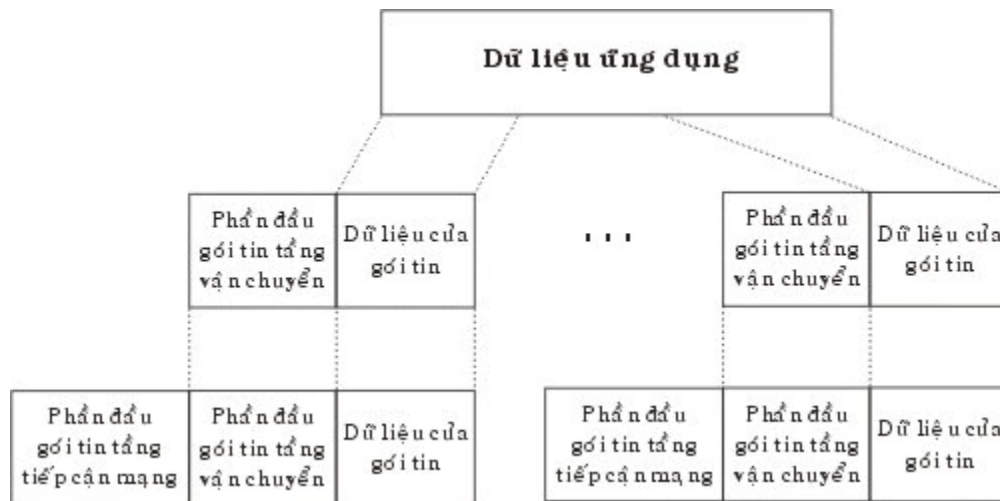 Dữ liệu ứng dụng
Phần đầu
gói tin tầng
vận chuyển
Dữ liệu của
gói tin
...
Phần đầu
gói tin tầng
vận chuyển
Dữ liệu của
gói tin
Phần đầu
gói tin tầng
tiếp cận mạng
Phần đầu
gói tin tầng
vận chuyển
Dữ liệu của
gói tin
Phần đầu
gói tin tầng
tiếp cận mạng
Phần đầu
gói tin tầng
vận chuyển
Dữ liệu của
gói tin